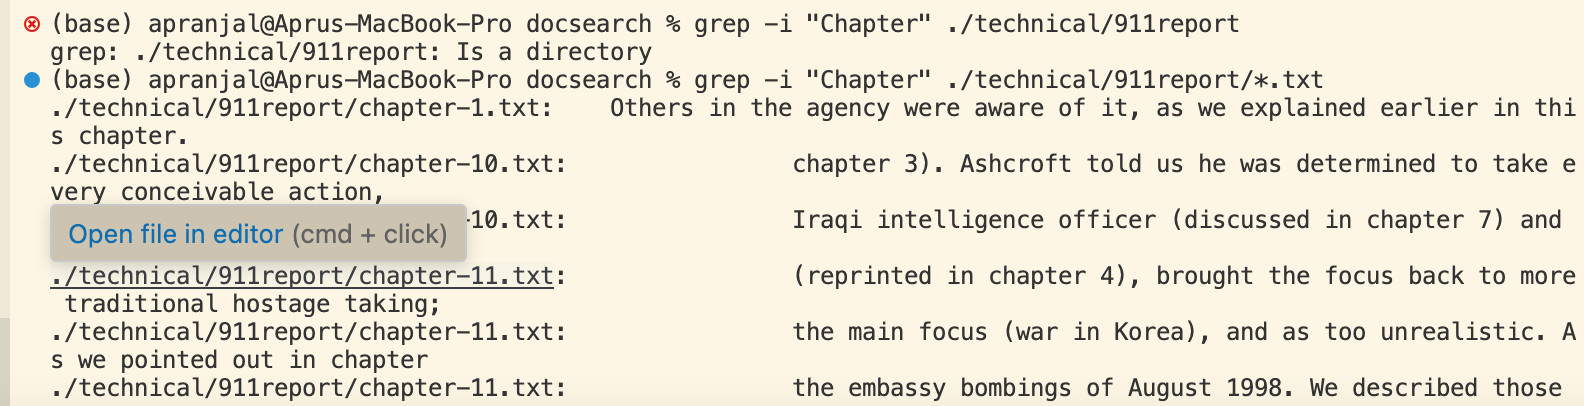 (base) apranjal@Aprus-MacBook-Pro docsearch % grep -i "Chapter" ./technical/911report
grep: ./technical/911report: Is a directory
(base) apranjal@Aprus-MacBook-Pro docsearch % grep -i "Chapter" ./technical/911report/*.txt
./technical/911report/chapter-1.txt:    Others in the agency were aware of it, as we explained earlier in thi
s chapter.
./technical/911report/chapter-10.txt:                chapter 3). Ashcroft told us he was determined to take e
very conceivable action,
-10.txt:                Iraqi intelligence officer (discussed in chapter 7) and
Open file in editor (cmd + click)
./technical/911report/chapter-11.txt:                (reprinted in chapter 4), brought the focus back to more
 traditional hostage taking;
./technical/911report/chapter-11.txt:                the main focus (war in Korea), and as too unrealistic. A
s we pointed out in chapter
./technical/911report/chapter-11.txt:                the embassy bombings of August 1998. We described those